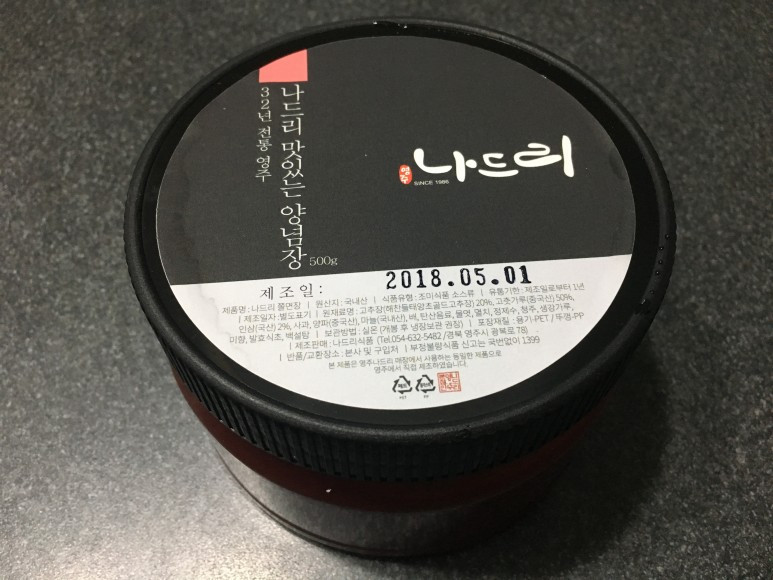 나드리 맛있는 양념장
500g
32년 전통 영주
영주
나드리
SINCE 1986
제조일:
2018.05.01
제품명 : 나드리 쫄면장 | 원산지 : 국내산 | 식품유형 : 조미식품 소스류 | 유통기한 : 제조일로부터 1년
| 제조일자 : 별도표기 | 원재료명 : 고추장(해찬들태양초골드고추장) 20%, 고춧가루(중국산) 50%,
인삼(국산) 2%, 사과, 양파(중국산), 마늘(국내산), 배, 탄산음료, 물엿, 멸치, 정제수, 청주, 생강가루,
미향, 발효식초, 백설탕 | 보관방법 : 실온 (개봉 후 냉장보관 권장) | 포장재질 : 용기-PET / 뚜껑-PP
| 제조판매 : 나드리식품 (Tel.054-632-5482 /경북 영주시 광복로 78)
| 반품/교환장소 : 본사 및 구입처 | 부정불량식품 신고는 국번없이 1399
본 제품은 영주나드리 매장에서 사용하는 동일한 제품으로
영주에서 직접 제조하였습니다.